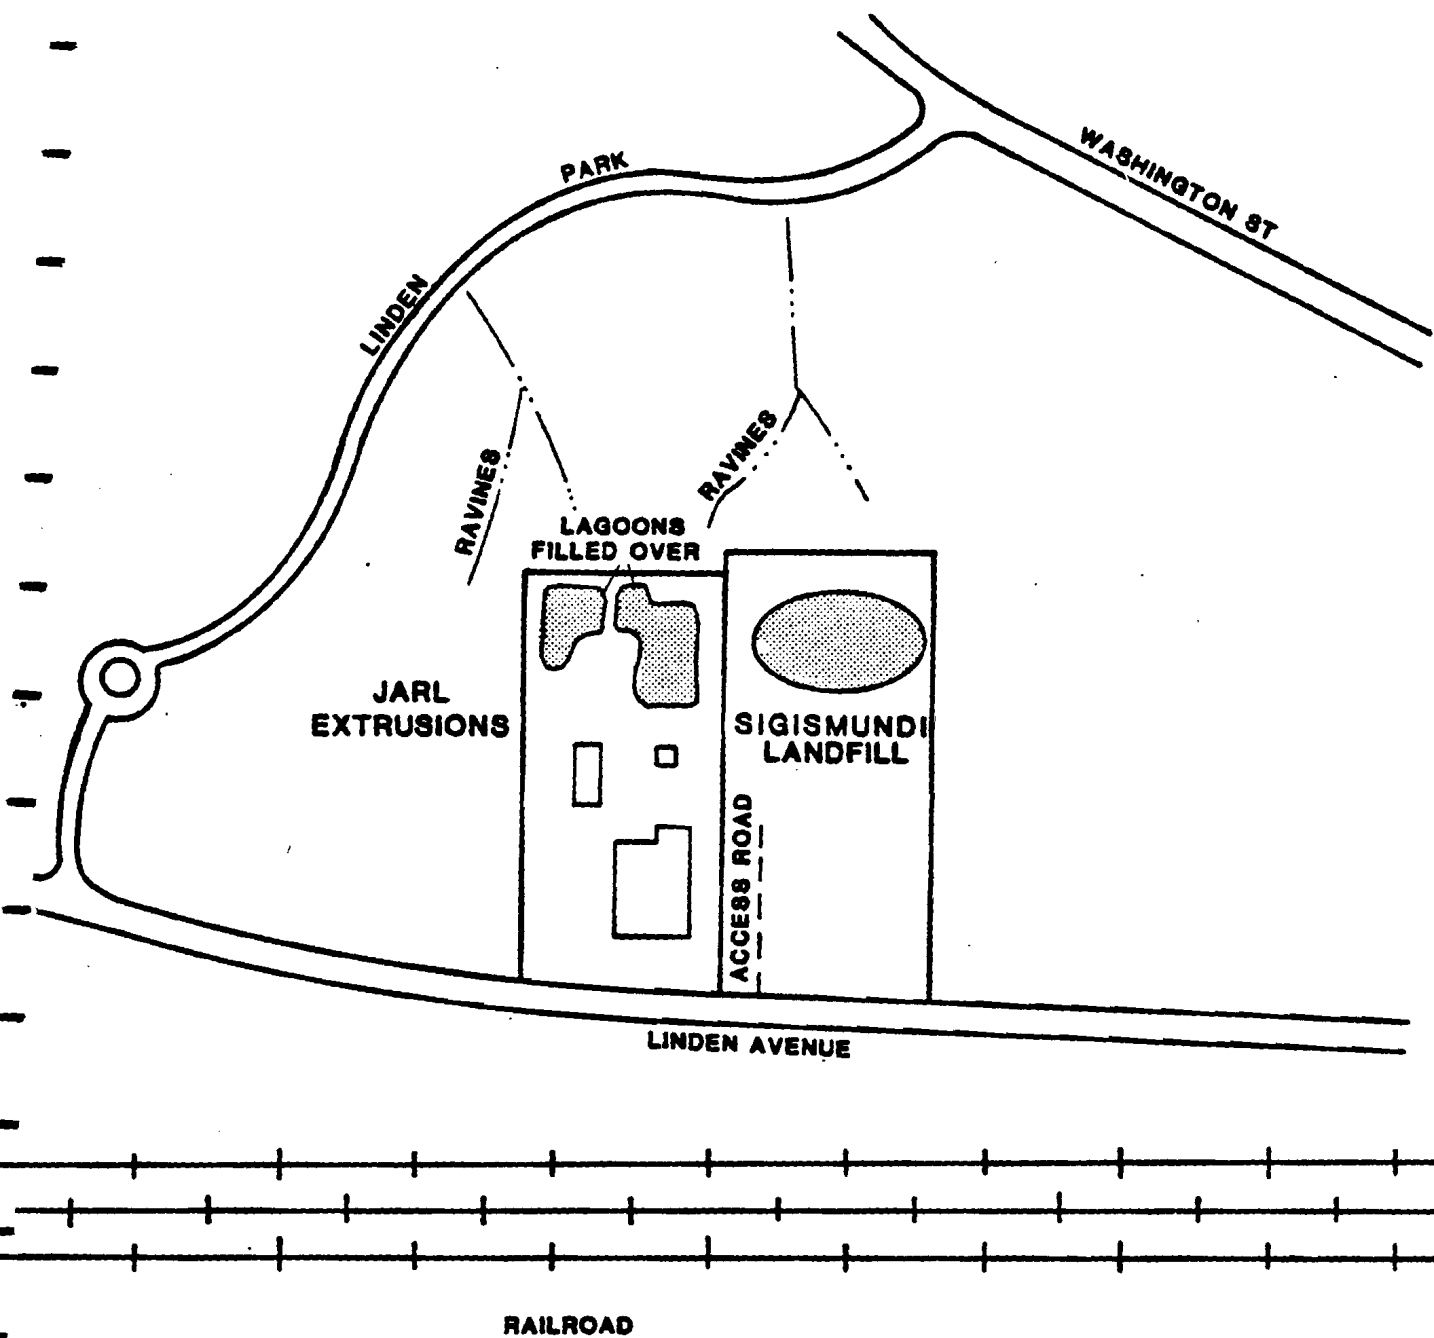 WASHINGTON ST
PARK
LINDEN
RAVINES
RAVINES
LAGOONS
FILLED OVER
JARL
EXTRUSIONS
SIGISMUNDI
LANDFILL
ACCESS ROAD
LINDEN AVENUE
RAILROAD